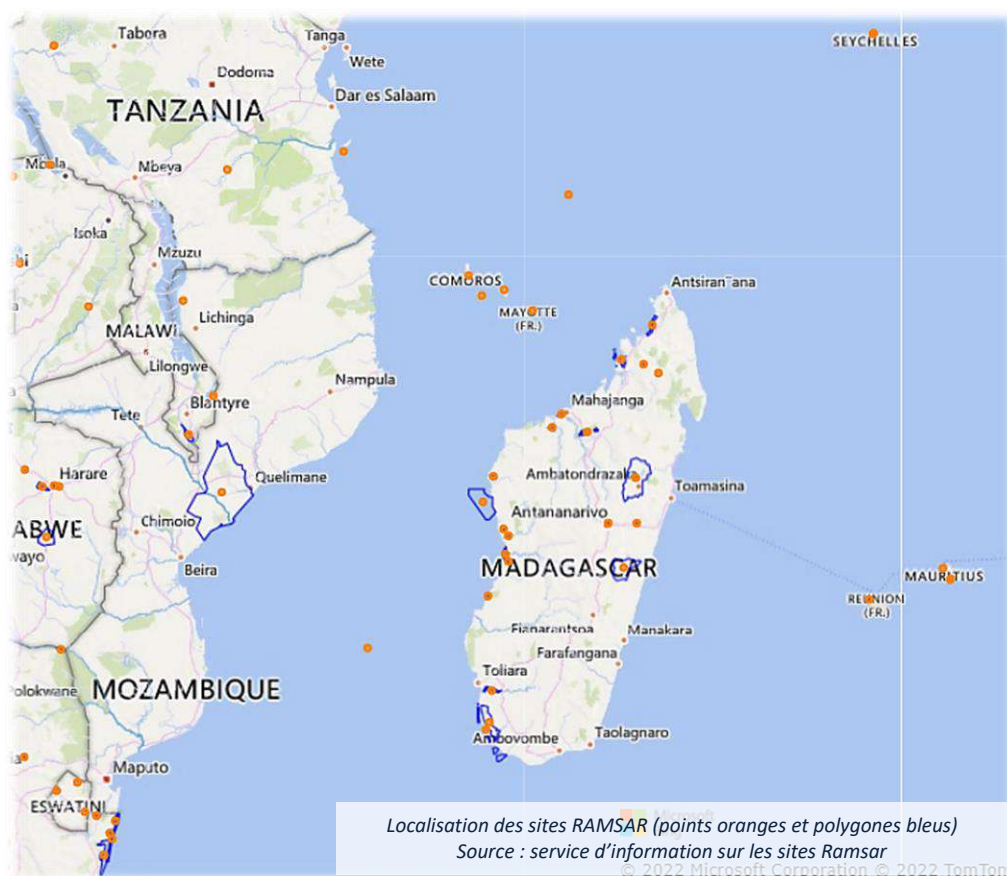 Tabora
Tanga
Wete
SEYCHELLES
Dodoma
Dar es Salaam
TANZANIA
Mbeya
Isoka
Mzuzu
COMOROS
Antsiran¨ana
MAYOTTE
(FR.)
Lichinga
MALAWI
Lilongwe
Nampula
Blantyre
Mahajanga
Tete
Harare
Quelimane
Ambatondrazaka
Toamasina
Antananarivo
Chimoio
ABWE
wayo
Beira
MADAGASCAR
MAURITIUS
REUNION
(FR.)
Fianarantsoa
Manakara
Farafangana
Toliara
Polokwane
MOZAMBIQUE
Ambovombe
Taolagnaro
Maputo
ESWATINI
Localisation des sites RAMSAR (points oranges et polygones bleus)
Source : service d'information sur les sites Ramsar
© 2022 Microsoft Corporation © 2022 TomTom